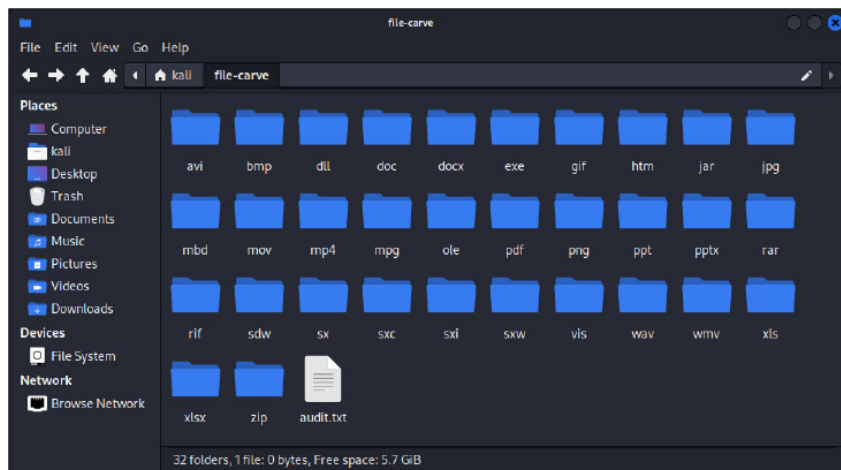 file-carve
File Edit View Go Help
kali file-carve
Places
Computer
kali
Desktop
Trash
Documents
Music
Pictures
Videos
Downloads
Devices
File System
Network
Browse Network
avi bmp dll doc docx exe gif htm jar jpg
mbd mov mp4 mpg ole pdf png ppt pptx rar
rif sdw sx sxc sxi sxw vis wav wmv xls
xlsx zip audit.txt
32 folders, 1 file: 0 bytes, Free space: 5.7 GiB